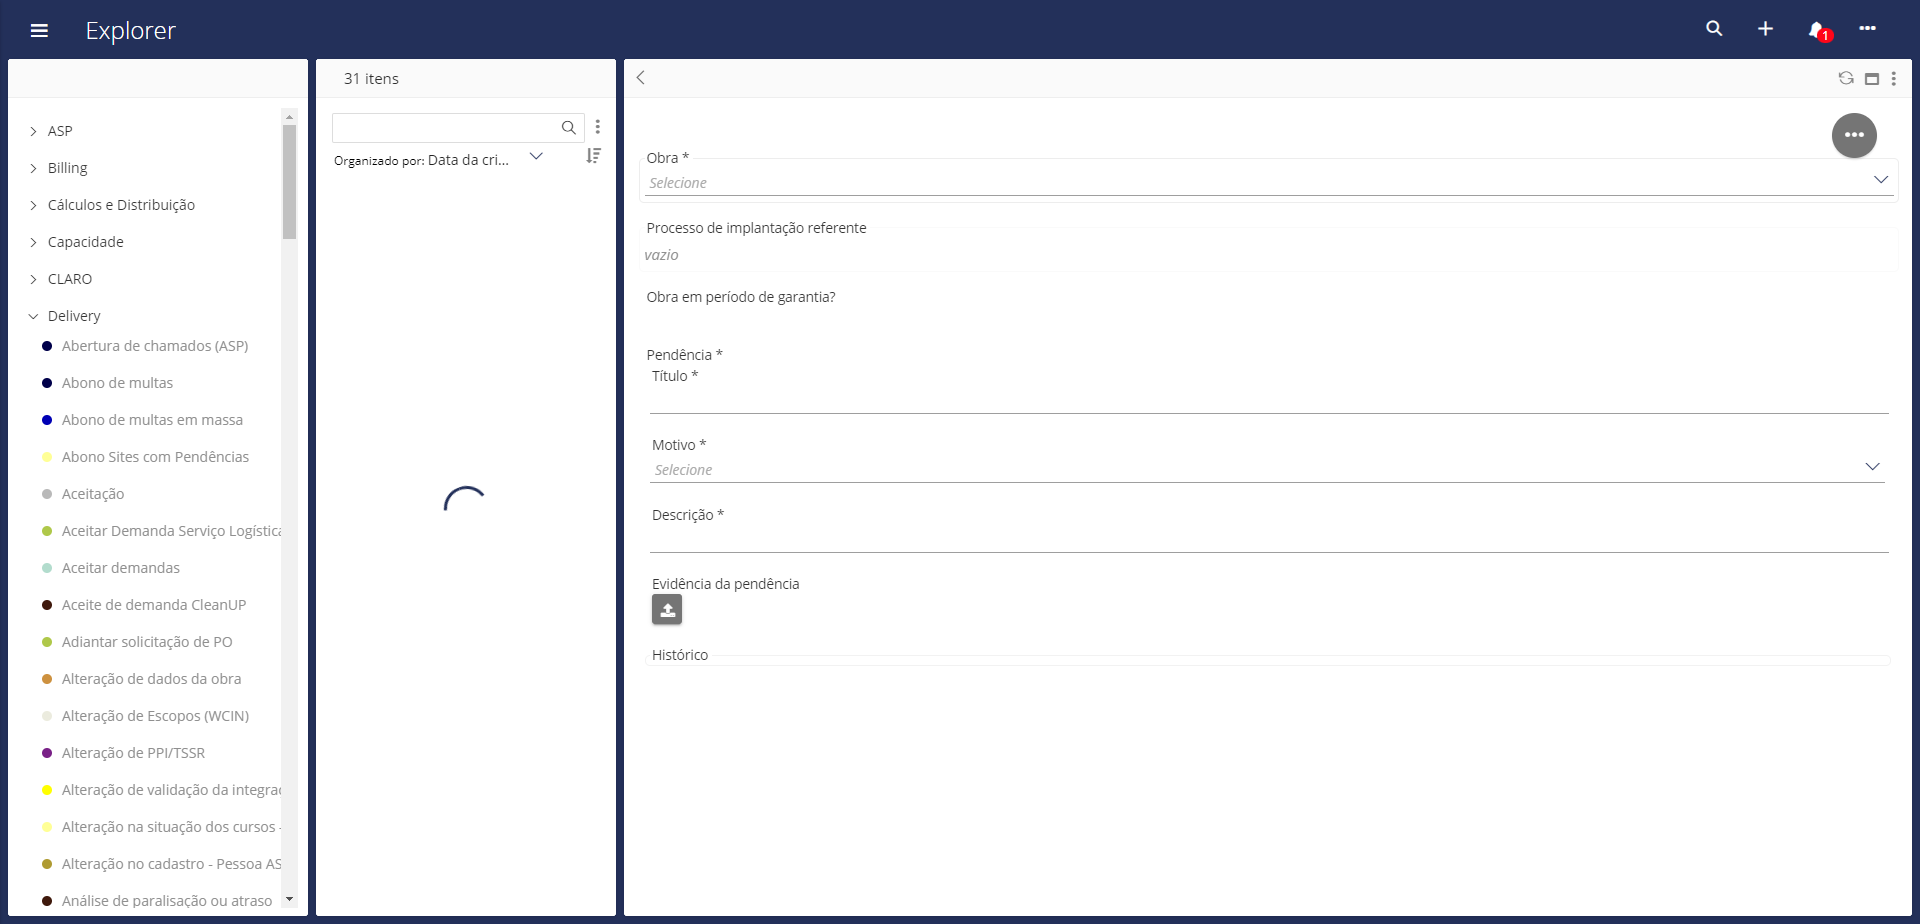 Explorer
1
ASP
Billing
Cálculos e Distribuição
Capacidade
CLARO
Delivery
Abertura de chamados (ASP)
Abono de multas
Abono de multas em massa
Abono Sites com Pendências
Aceitação
Aceitar Demanda Serviço Logística
Aceitar demandas
Aceite de demanda CleanUP
Adiantar solicitação de PO
Alteração de dados da obra
Alteração de Escopos (WCIN)
Alteração de PPI/TSSR
Alteração de validação da integrac
Alteração na situação dos cursos -
Alteração no cadastro - Pessoa AS
Análise de paralisação ou atraso
31 itens
Organizado por: Data da cri...
Obra *
Selecione
Processo de implantação referente
vazio
Obra em período de garantia?
Pendência *
Título *
Motivo *
Selecione
Descrição *
Evidência da pendência
Histórico